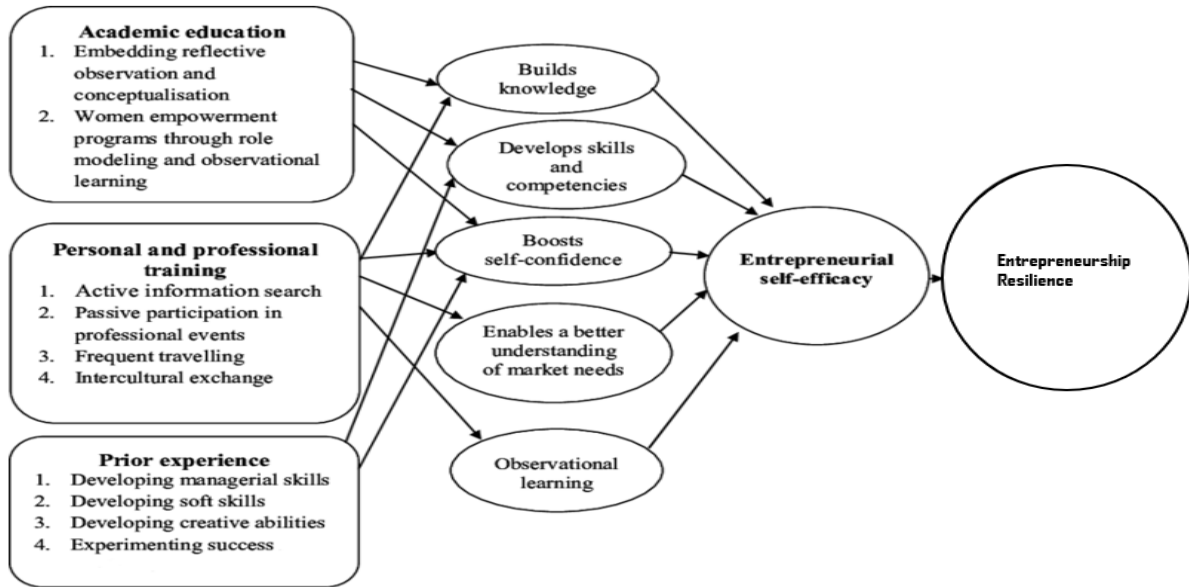 Academic education
1. Embedding reflective
observation and
conceptualisation
2. Women empowerment
programs through role
modeling and observational
learning
Personal and professional
training
1. Active information search
2. Passive participation in
professional events
3. Frequent travelling
4. Intercultural exchange
Prior experience
1. Developing managerial skills
2. Developing soft skills
3. Developing creative abilities
4. Experimenting success
Builds
knowledge
Develops skills
and
competencies
Boosts
self-confidence
Enables a better
understanding
of market needs
Observational
learning
Entrepreneurial
self-efficacy
Entrepreneurship
Resilience